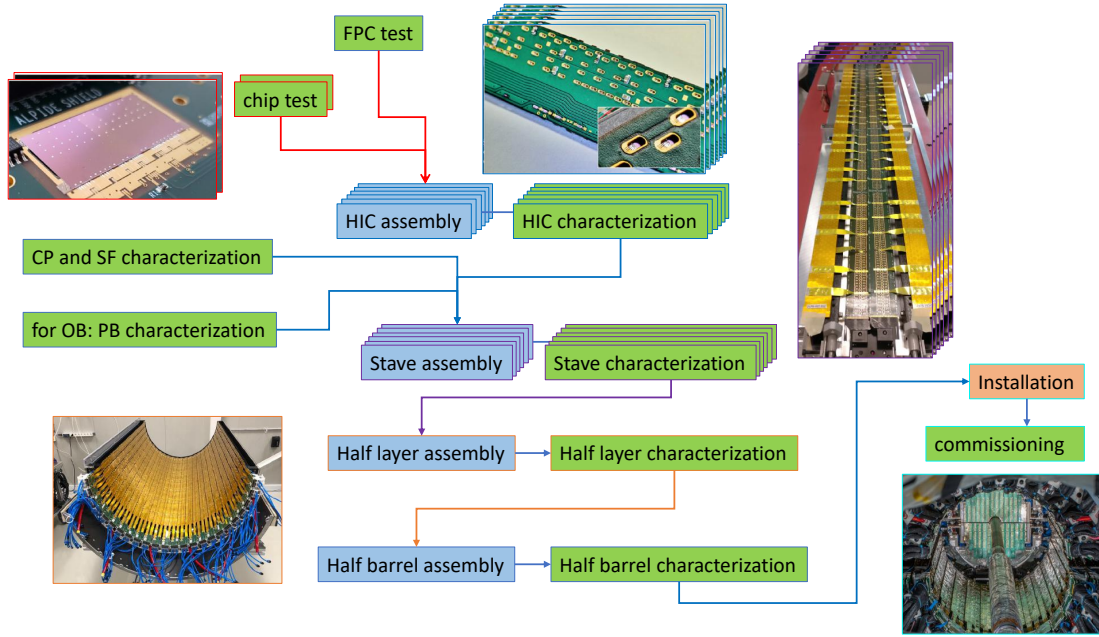 FPC test
chip test
ALPIDE SHIELD
HIC assembly
HIC characterization
CP and SF characterization
for OB: PB characterization
Stave assembly
Stave characterization
Installation
commissioning
Half layer assembly
Half layer characterization
Half barrel assembly
Half barrel characterization